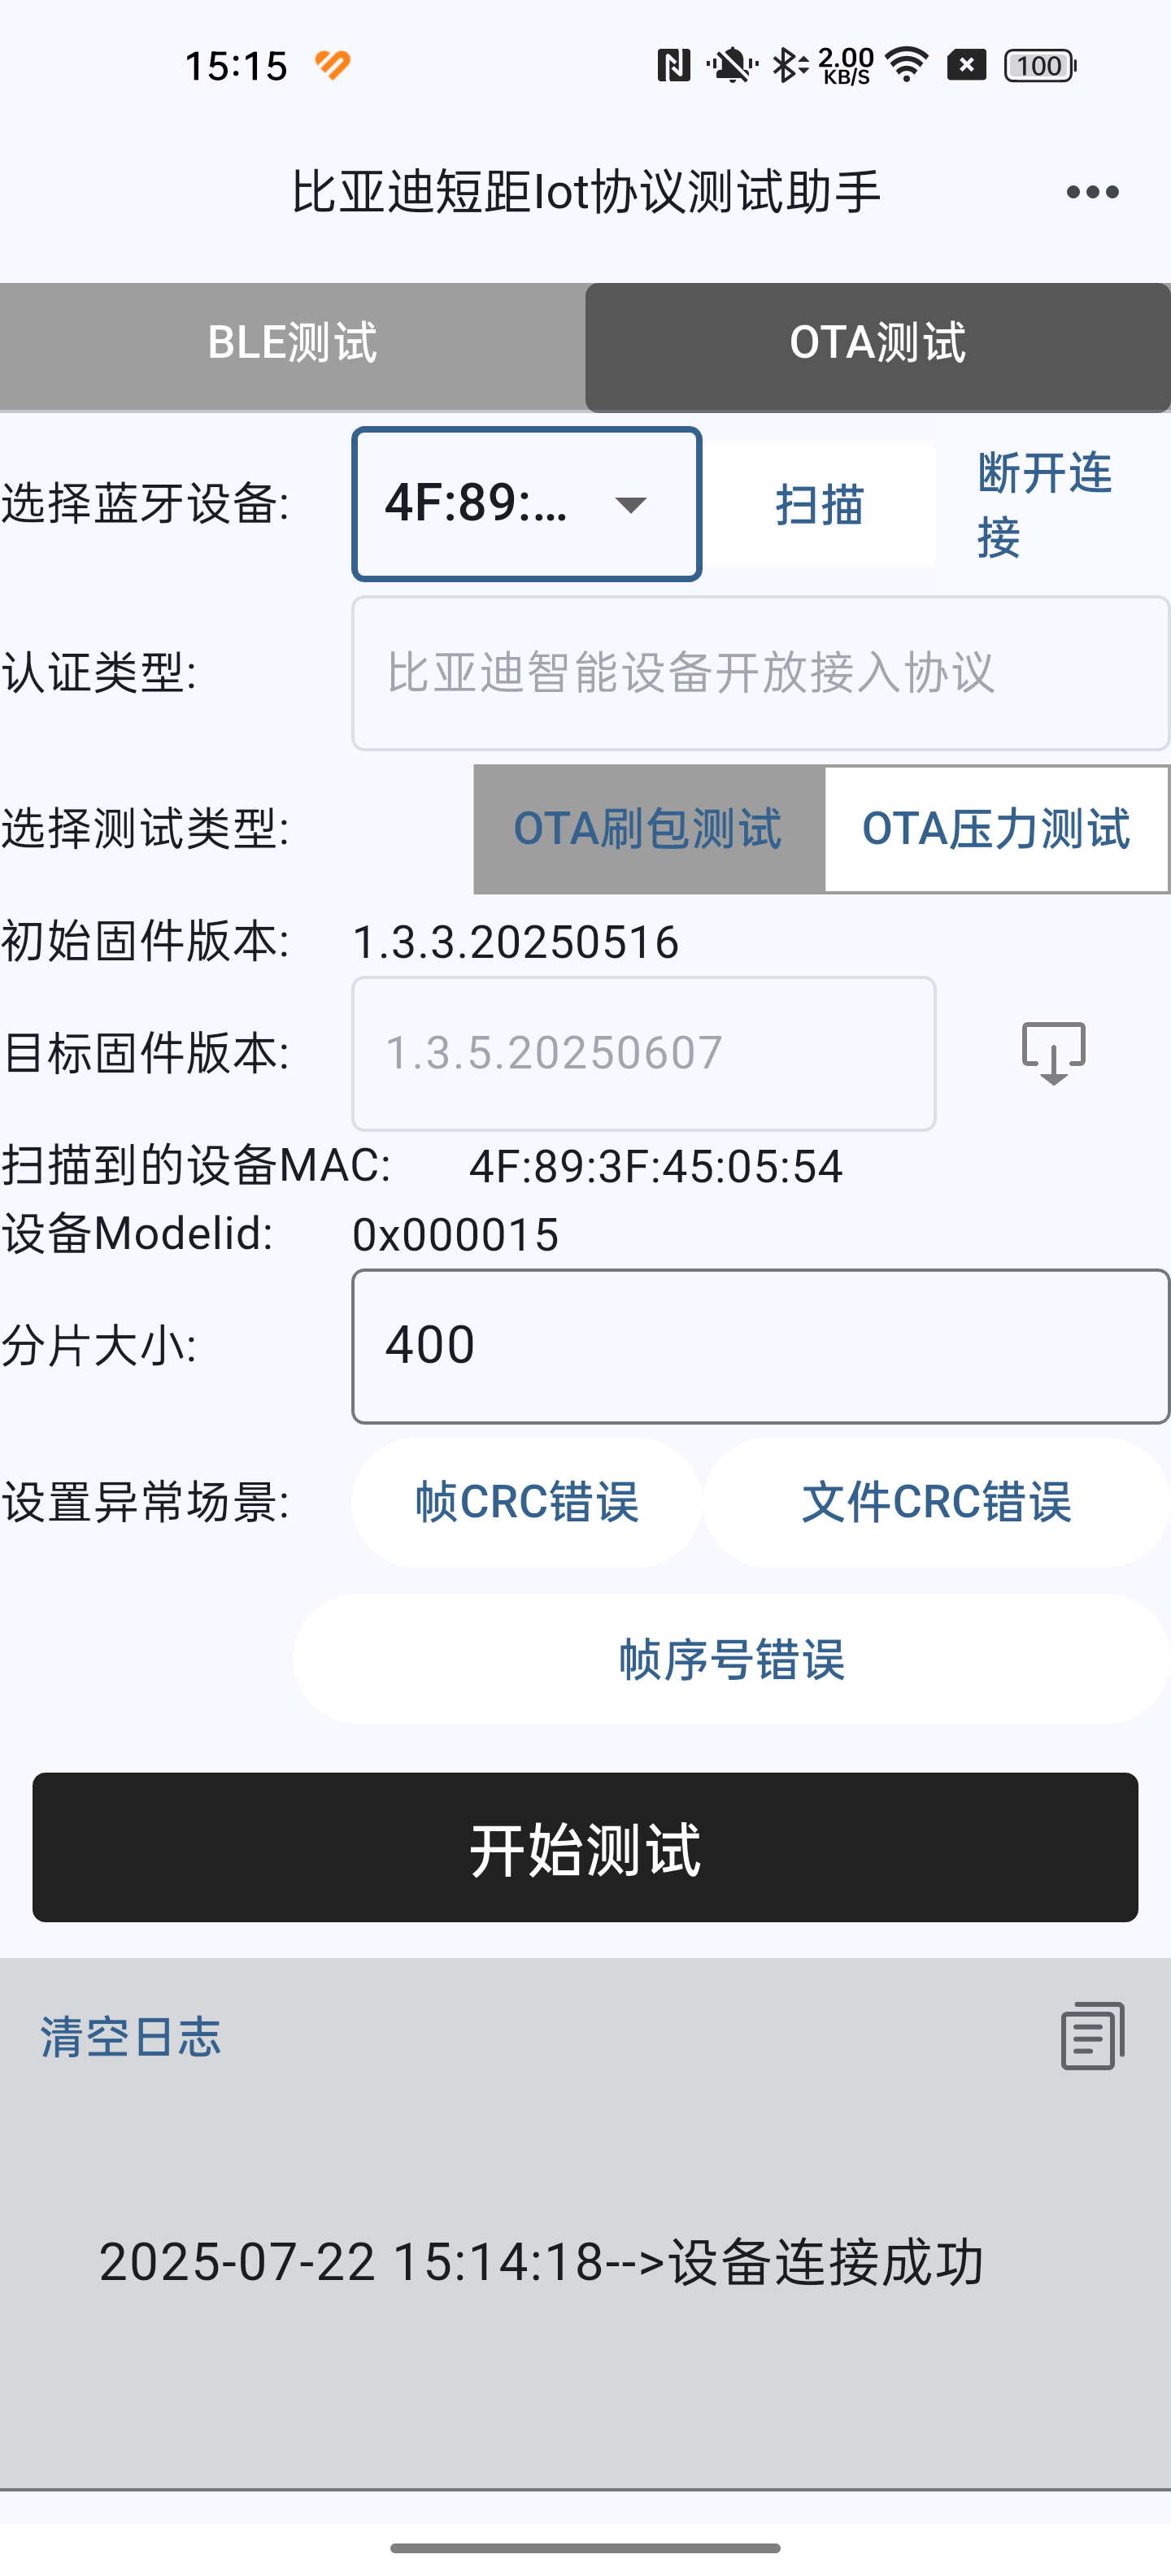 15:15
2.00
KB/S
100
比亚迪短距Iot协议测试助手
BLE测试
OTA测试
选择蓝牙设备:
4F:89:...
扫描
断开连
接
认证类型:
比亚迪智能设备开放接入协议
选择测试类型:
OTA刷包测试
OTA压力测试
初始固件版本:
1.3.3.20250516
目标固件版本:
1.3.5.20250607
扫描到的设备MAC:
4F:89:3F:45:05:54
设备Modelid:
0x000015
分片大小:
400
设置异常场景:
帧CRC错误
文件CRC错误
帧序号错误
开始测试
清空日志
2025-07-22 15:14:18-->设备连接成功